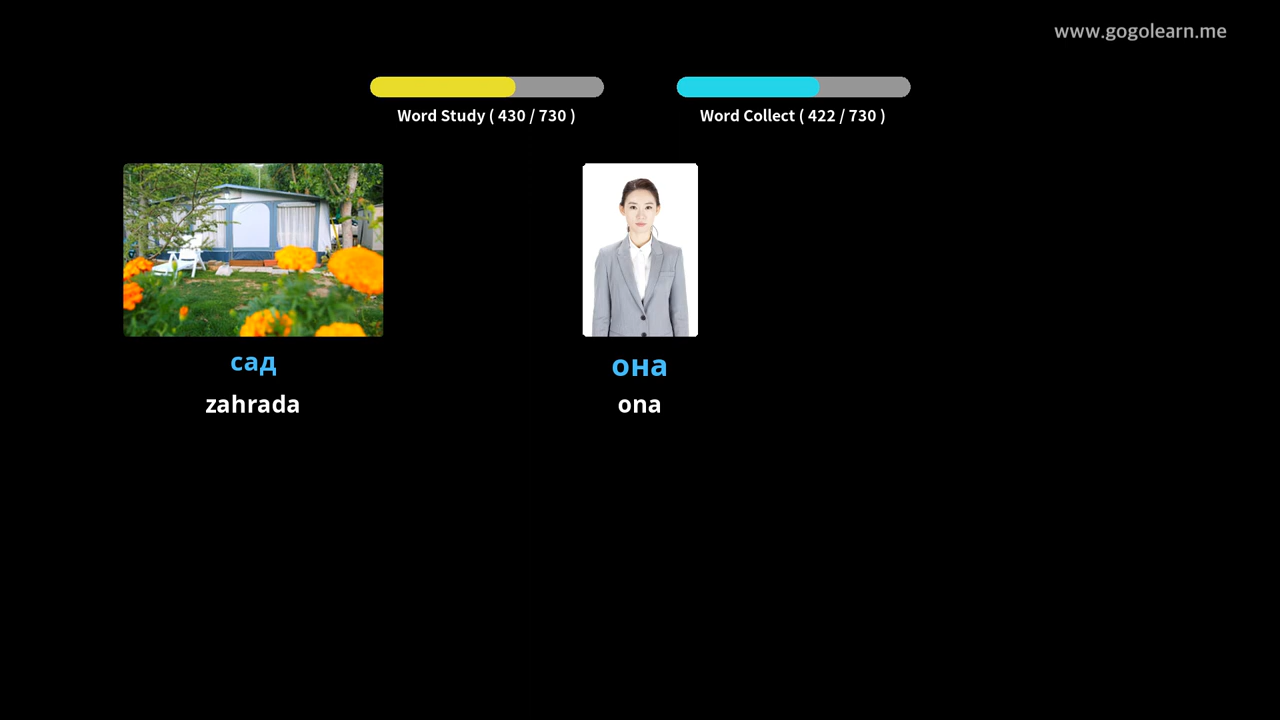 www.gogolearn.me
Word Study ( 430 / 730 )
Word Collect ( 422 / 730 )
сад
zahrada
она
ona